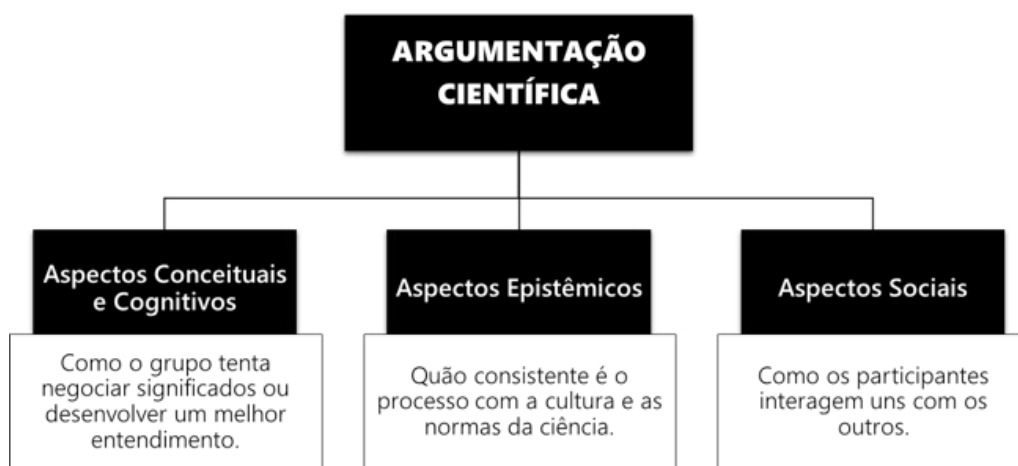 ARGUMENTAÇÃO
CIENTÍFICA
Aspectos Conceituais
e Cognitivos
Como o grupo tenta
negociar significados ou
desenvolver um melhor
entendimento.
Aspectos Epistêmicos
Quão consistente é o
processo com a cultura e as
normas da ciência.
Aspectos Sociais
Como os participantes
interagem uns com os
outros.